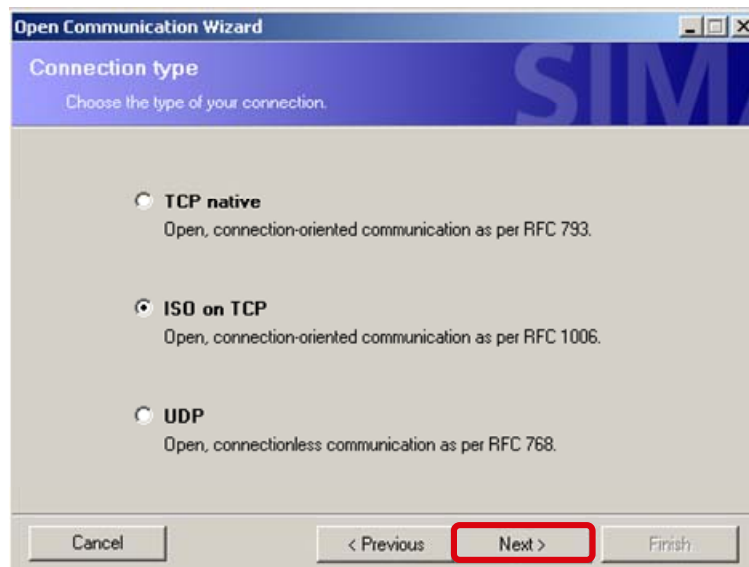 Open Communication Wizard
Connection type
Choose the type of your connection.
SIM
TCP native
Open, connection-oriented communication as per RFC 793.
ISO on TCP
Open, connection-oriented communication as per RFC 1006.
UDP
Open, connectionless communication as per RFC 768.
Cancel
< Previous
Next >
Finish